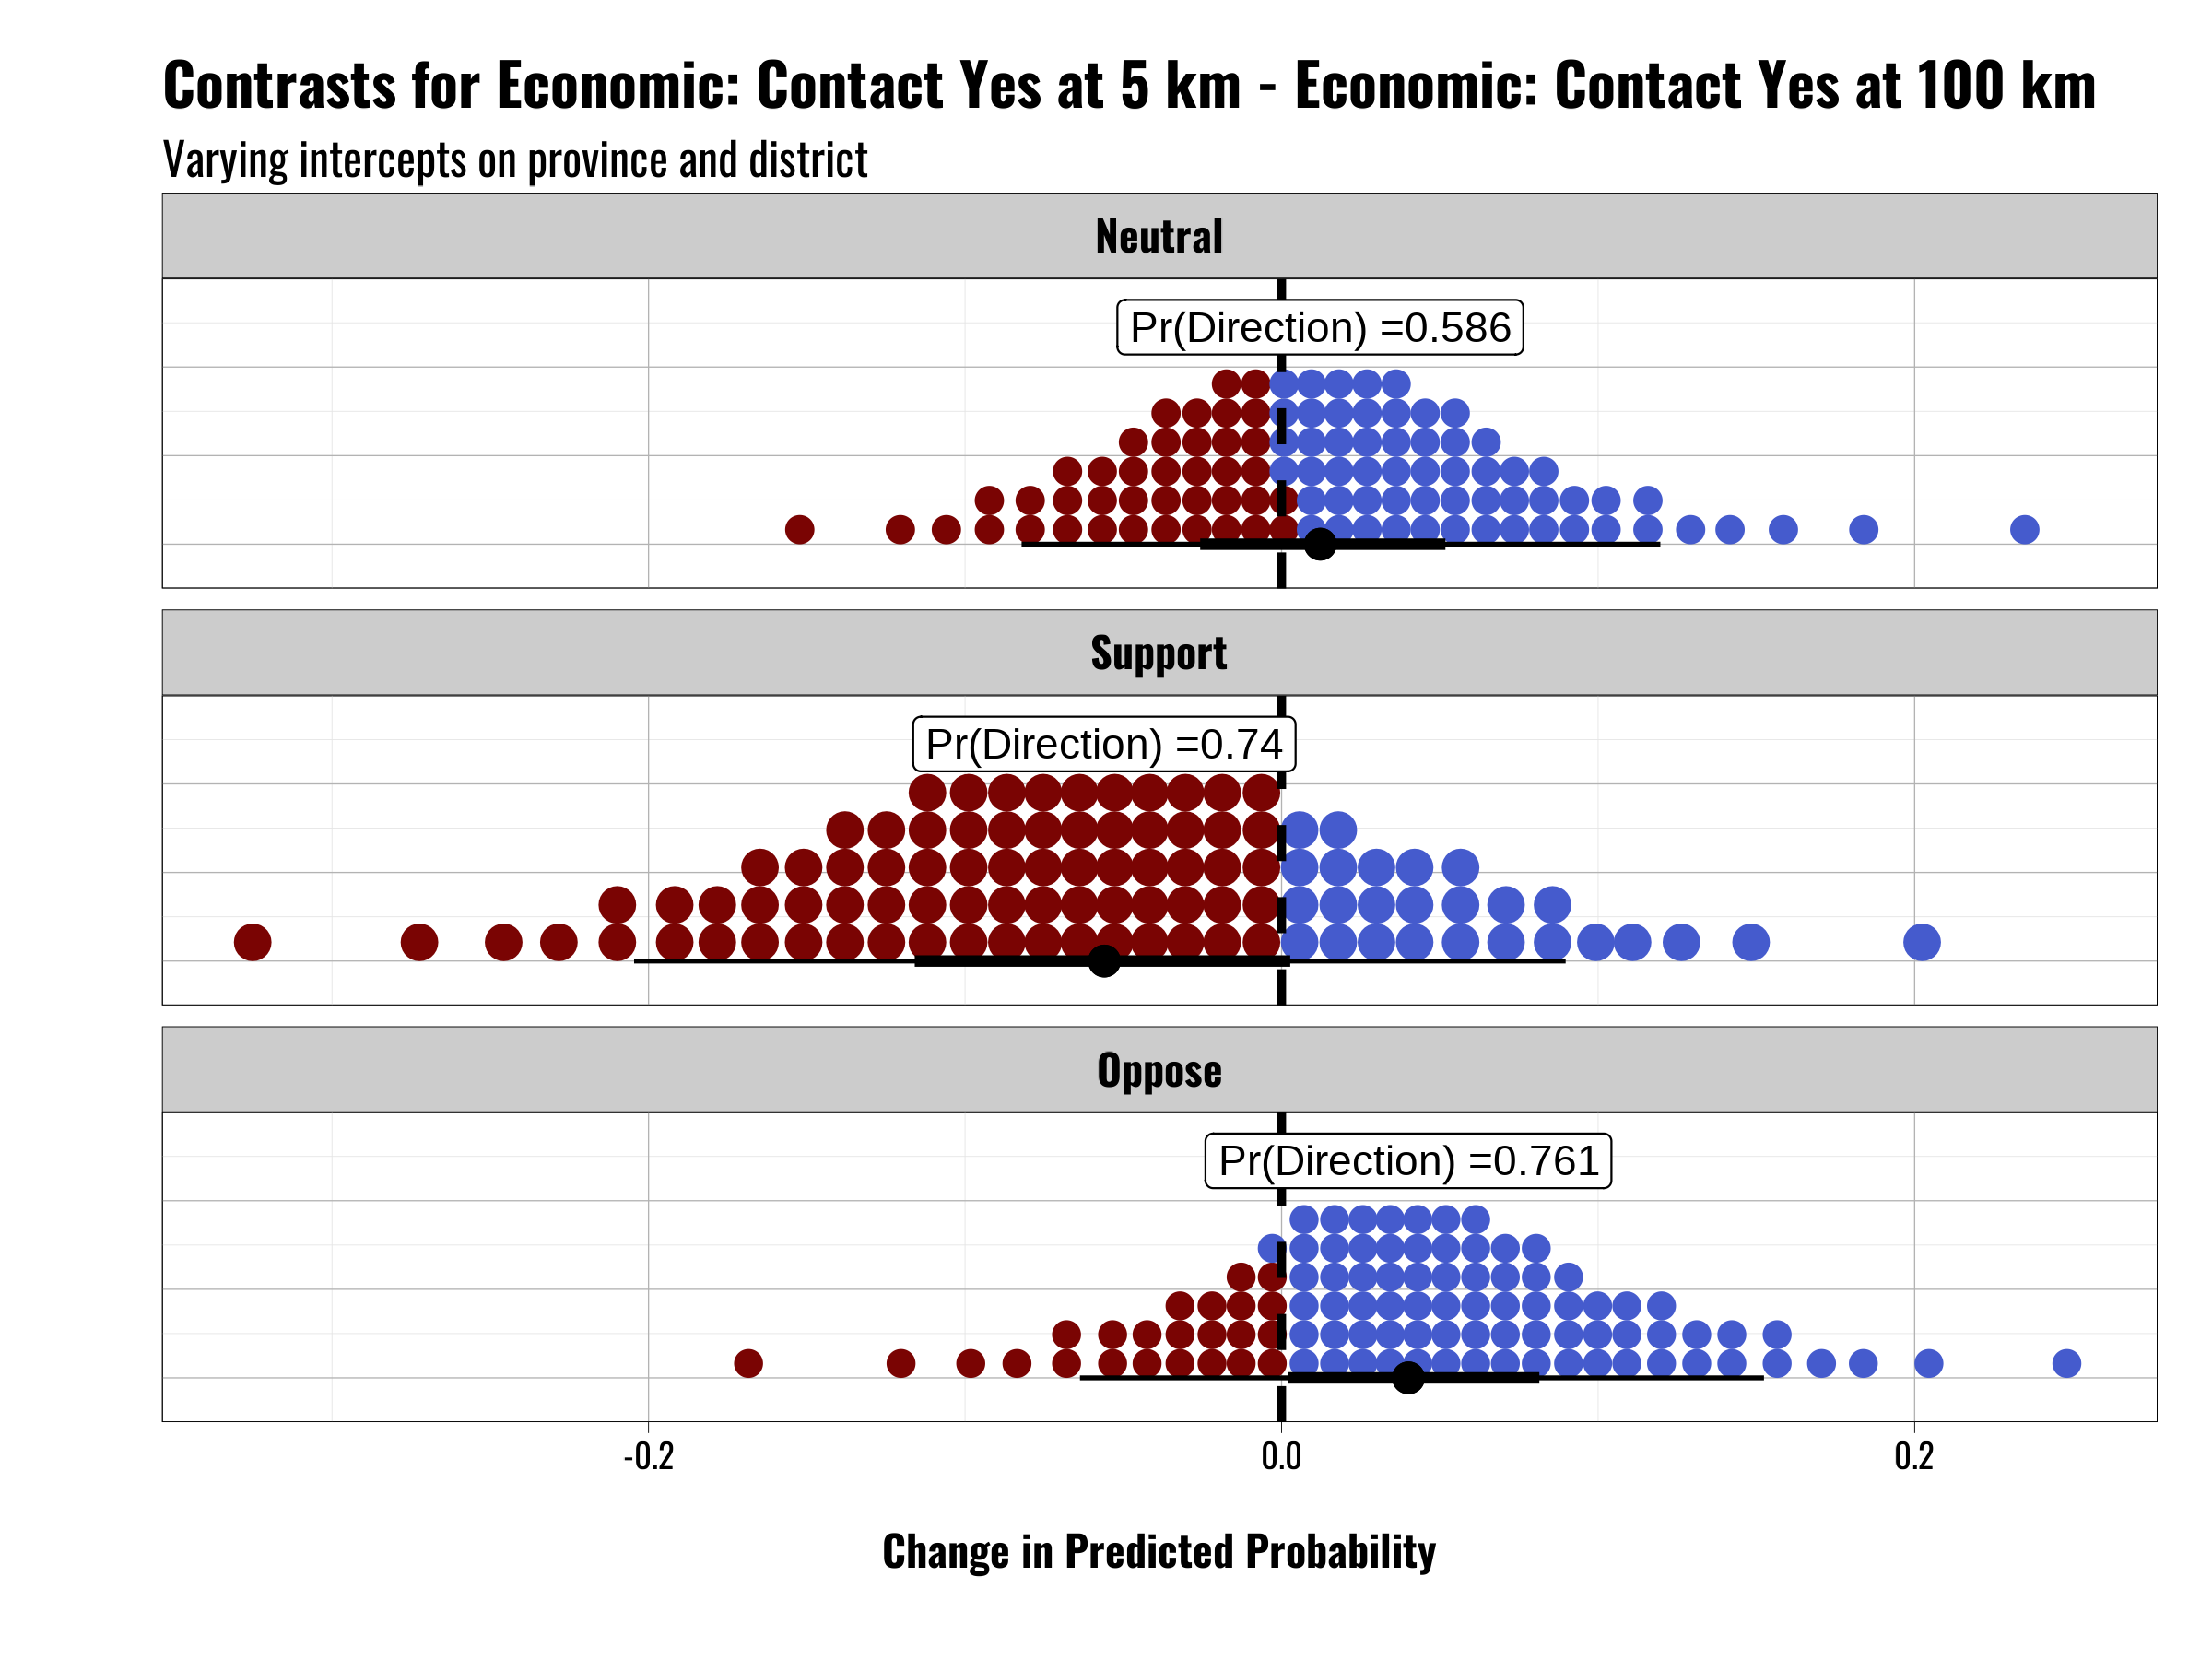 Contrasts for Economic: Contact Yes at 5 km - Economic: Contact Yes at 100 km
Varying intercepts on province and district
Neutral
Pr(Direction) =0.586
Support
Pr(Direction) =0.74
Oppose
Pr(Direction) =0.761
-0.2 0.0 0.2
Change in Predicted Probability